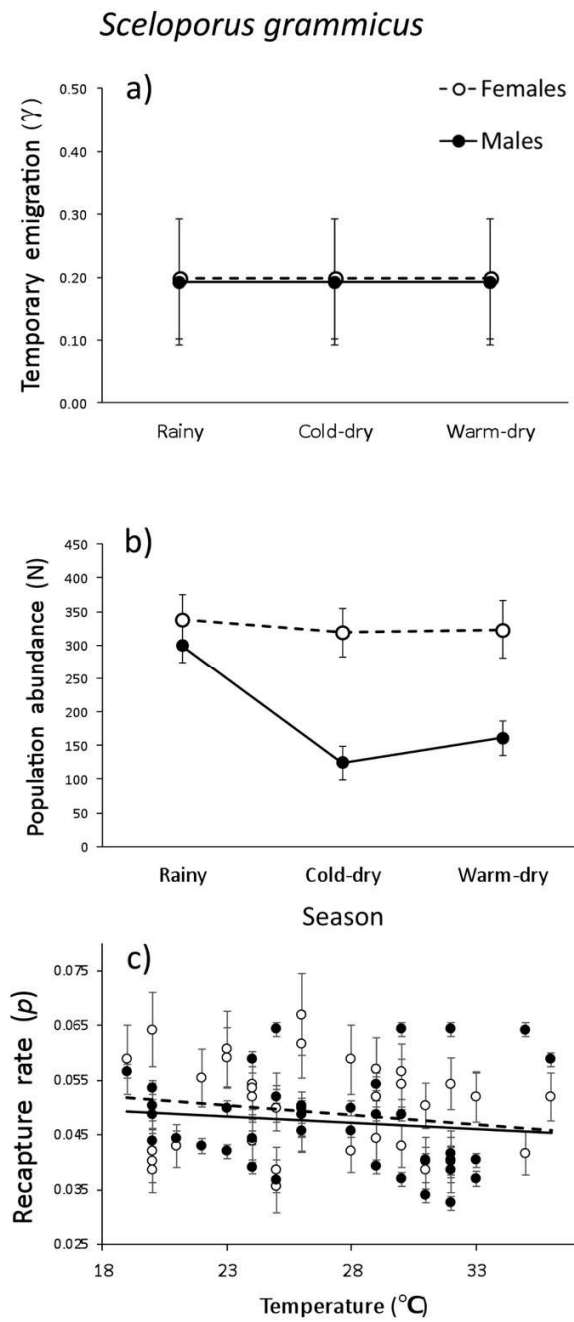 Sceloporus grammicus
a)
Females
Males
Temporary emigration (γ)
0.50
0.40
0.30
0.20
0.10
0.00
Rainy Cold-dry Warm-dry
b)
Population abundance (N)
450
400
350
300
250
200
150
100
50
0
Rainy Cold-dry Warm-dry
Season
c)
Recapture rate (p)
0.075
0.065
0.055
0.045
0.035
0.025
18 23 28 33
Temperature (°C)